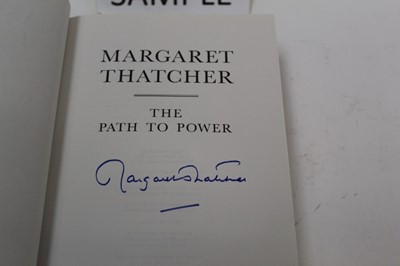 SAMPLE
MARGARET
THATCHER
THE
PATH TO POWER
Margaret Thatcher